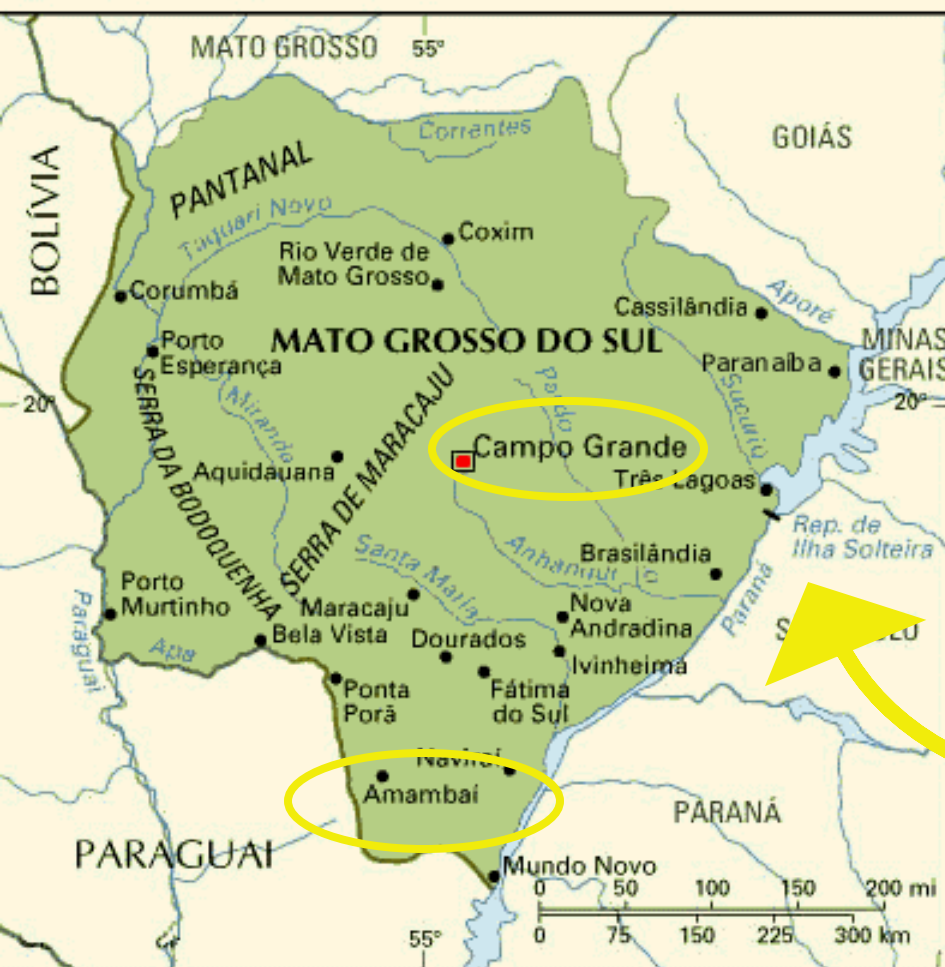 MATO GROSSO
55°
GOIÁS
BOLÍVIA
PANTANAL
Correntes
Taquari Novo
Coxim
Rio Verde de
Mato Grosso
Corumbá
Cassilândia
Aporé
Porto
Esperança
MATO GROSSO DO SUL
MINAS
GERAIS
Paranaíba
20°
20°
SERRA DA BODOQUENHA
Miranda
SERRA DE MARACAJU
Pardo
Sucuriú
Campo Grande
Aquidauana
Três Lagoas
Rep. de
Ilha Solteira
Santa Maria
Brasilândia
Paraná
Porto
Murtinho
Paraguai
Maracaju
Nova
Andradina
Bela Vista
Dourados
Apa
Ivinheima
Ponta
Porã
Fátima
do Sul
Naviraí
Amambaí
PARANÁ
PARAGUAI
Mundo Novo
0 50 100 150 200 mi
0 75 150 225 300 km
55°